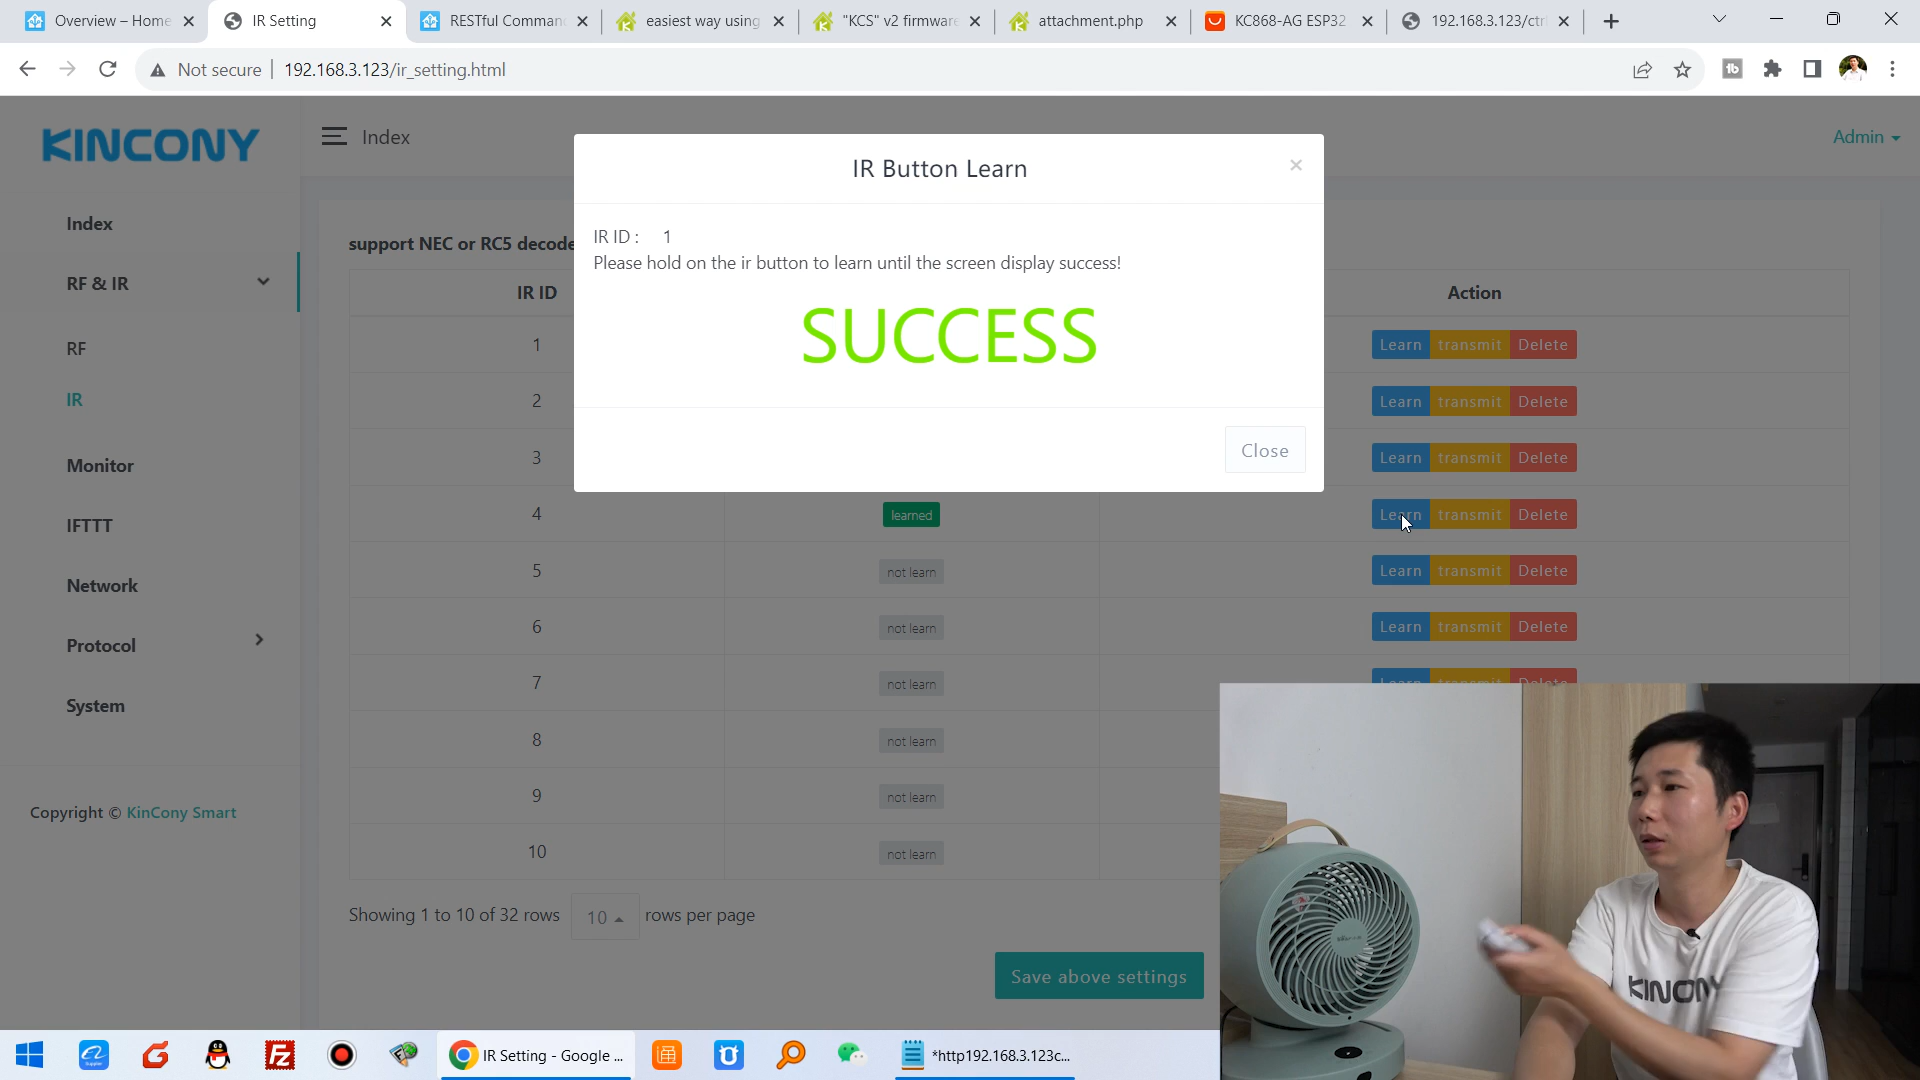 Overview – Home
IR Setting
RESTful Comman
easiest way using
"KCS" v2 firmware
attachment.php
KC868-AG ESP32
192.168.3.123/ctr
Not secure
192.168.3.123/ir_setting.html
KINCONY
Index
Admin
IR Button Learn
×
IR ID : 1
Please hold on the ir button to learn until the screen display success!
SUCCESS
Close
Index
RF & IR
RF
IR
Monitor
IFTTT
Network
Protocol
System
Copyright © KinCony Smart
support NEC or RC5 decode
IR ID
Action
1
Learn transmit Delete
2
Learn transmit Delete
3
Learn transmit Delete
4 learned
Learn transmit Delete
5 not learn
Learn transmit Delete
6 not learn
Learn transmit Delete
7 not learn
Learn transmit Delete
8 not learn
9 not learn
10 not learn
Showing 1 to 10 of 32 rows 10 rows per page
Save above settings
KINCONY
IR Setting - Google ...
*http192.168.3.123c...